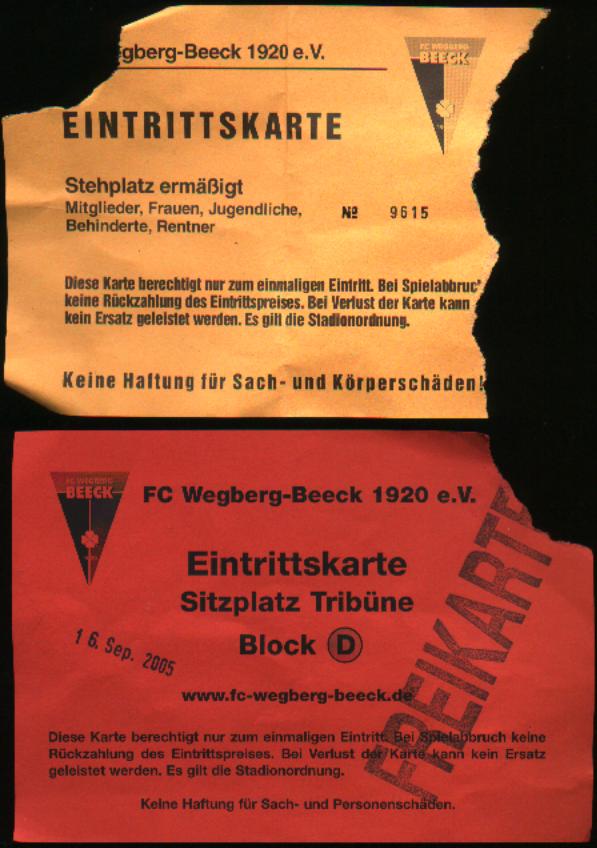 gberg-Beeck 1920 e.V.
FC WEGBERG
BEECK
EINTRITTSKARTE
Stehplatz ermäßigt
Mitglieder, Frauen, Jugendliche,
Behinderte, Rentner
№ 9615
Diese Karte berechtigt nur zum einmaligen Eintritt. Bei Spielabbruc
keine Rückzahlung des Eintrittspreises. Bei Verlust der Karte kann
kein Ersatz geleistet werden. Es gilt die Stadionordnung.
Keine Haftung für Sach- und Körperschäden!
FC WEGBERG
BEECK
FC Wegberg-Beeck 1920 e.V.
Eintrittskarte
Sitzplatz Tribüne
Block D
16. Sep. 2005
www.fc-wegberg-beeck.de
FREIKARTE
Diese Karte berechtigt nur zum einmaligen Eintritt. Bei Spielabbruch keine
Rückzahlung des Eintrittspreises. Bei Verlust der Karte kann kein Ersatz
geleistet werden. Es gilt die Stadionordnung.
Keine Haftung für Sach- und Personenschäden.